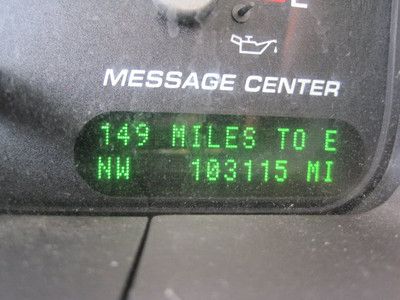 L
MESSAGE CENTER
149 MILES TO E
NW 103115 MI